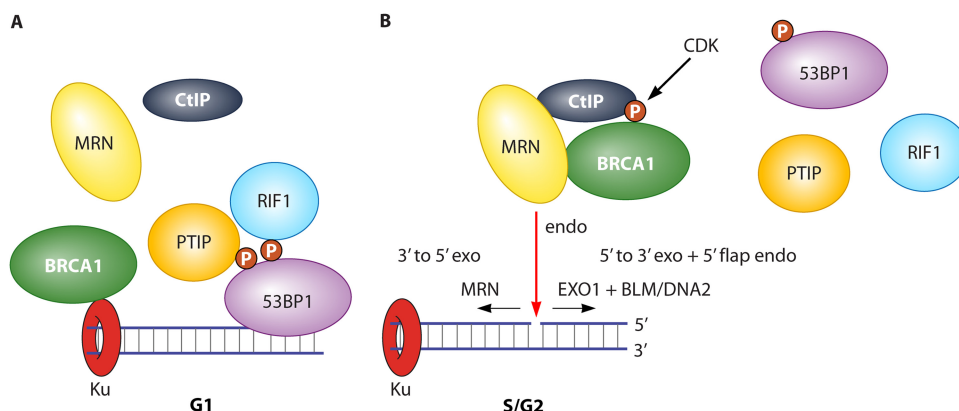 A
CtIP
MRN
RIF1
PTIP
P
P
BRCA1
53BP1
Ku
G1
B
CDK
P
53BP1
CtIP
P
MRN
BRCA1
PTIP
RIF1
endo
3′ to 5′ exo
5′ to 3′ exo + 5′ flap endo
MRN
EXO1 + BLM/DNA2
5′
3′
Ku
S/G2